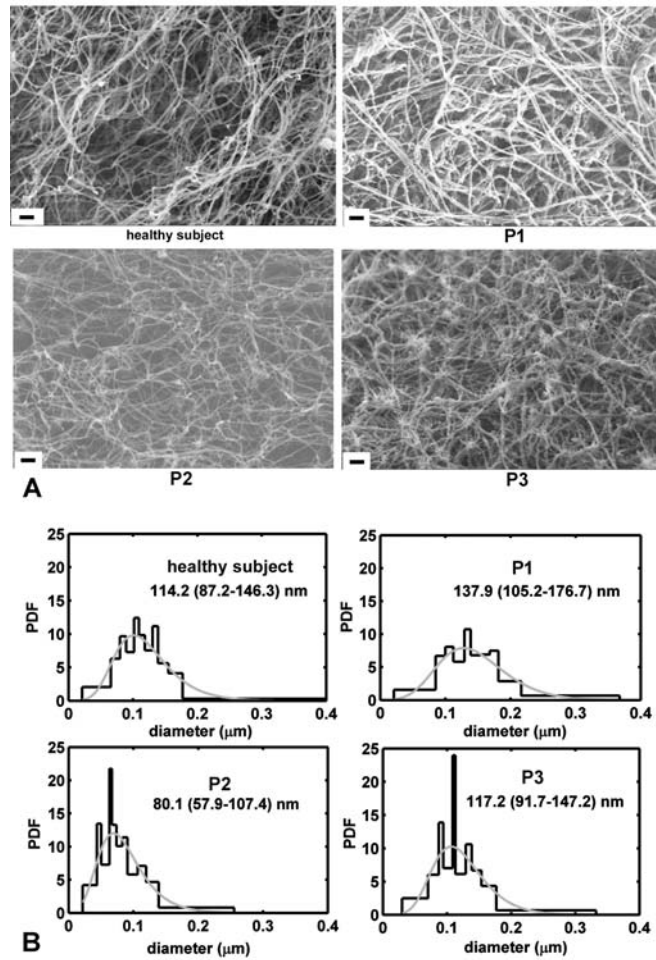 healthy subject
P1
P2
P3
A
25
20
15
10
5
0
PDF
healthy subject
114.2 (87.2-146.3) nm
0
0.1
0.2
0.3
0.4
diameter (μm)
25
20
15
10
5
0
PDF
P1
137.9 (105.2-176.7) nm
0
0.1
0.2
0.3
0.4
diameter (μm)
25
20
15
10
5
0
PDF
P2
80.1 (57.9-107.4) nm
0
0.1
0.2
0.3
0.4
diameter (μm)
25
20
15
10
5
0
PDF
P3
117.2 (91.7-147.2) nm
0
0.1
0.2
0.3
0.4
diameter (μm)
B